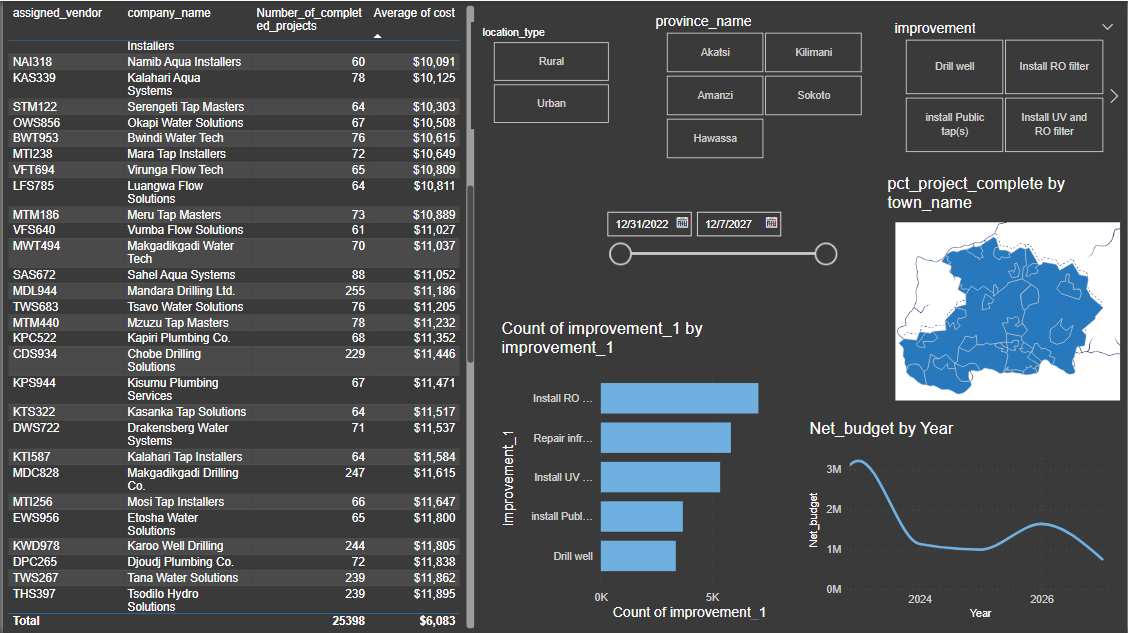 assigned_vendor company_name Number_of_complet Average of cost
ed_projects
Installers
NAI318 Namib Aqua Installers 60 $10,091
KAS339 Kalahari Aqua 78 $10,125
Systems
STM122 Serengeti Tap Masters 64 $10,303
OWS856 Okapi Water Solutions 67 $10,508
BWT953 Bwindi Water Tech 76 $10,615
MTI238 Mara Tap Installers 72 $10,649
VFT694 Virunga Flow Tech 65 $10,809
LFS785 Luangwa Flow 64 $10,811
Solutions
MTM186 Meru Tap Masters 73 $10,889
VFS640 Vumba Flow Solutions 61 $11,027
MWT494 Makgadikgadi Water 70 $11,037
Tech
SAS672 Sahel Aqua Systems 88 $11,052
MDL944 Mandara Drilling Ltd. 255 $11,186
TWS683 Tsavo Water Solutions 76 $11,205
MTM440 Mzuzu Tap Masters 78 $11,232
KPC522 Kapiri Plumbing Co. 68 $11,352
CDS934 Chobe Drilling 229 $11,446
Solutions
KPS944 Kisumu Plumbing 67 $11,471
Services
KTS322 Kasanka Tap Solutions 64 $11,517
DWS722 Drakensberg Water 71 $11,537
Systems
KTI587 Kalahari Tap Installers 64 $11,584
MDC828 Makgadikgadi Drilling 247 $11,615
Co.
MTI256 Mosi Tap Installers 66 $11,647
EWS956 Etosha Water 65 $11,800
Solutions
KWD978 Karoo Well Drilling 244 $11,805
DPC265 Djoudj Plumbing Co. 72 $11,838
TWS267 Tana Water Solutions 239 $11,862
THS397 Tsodilo Hydro 239 $11,895
Solutions
Total 25398 $6,083
location_type
Rural
Urban
province_name
Akatsi Kilimani
Amanzi Sokoto
Hawassa
improvement
Drill well Install RO filter
install Public Install UV and
tap(s) RO filter
12/31/2022 12/7/2027
pct_project_complete by
town_name
Count of improvement_1 by
improvement_1
improvement_1
Install RO ...
Repair infr...
Install UV ...
install Publ...
Drill well
0K 5K
Count of improvement_1
Net_budget by Year
Net_budget
3M
2M
1M
0M
2024 2026
Year